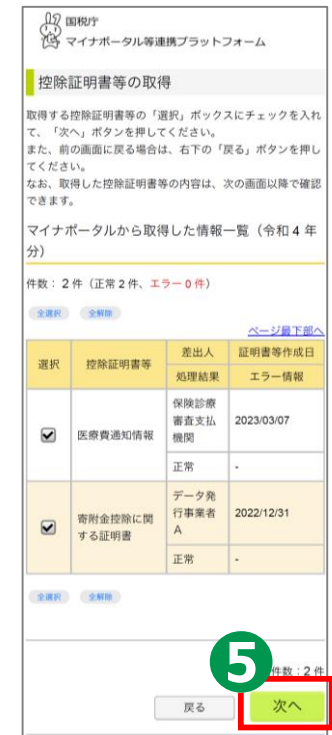 国税庁
マイナポータル等連携プラットフォーム
控除証明書等の取得
取得する控除証明書等の「選択」ボックスにチェックを入れ
て、「次へ」ボタンを押してください。
また、前の画面に戻る場合は、右下の「戻る」ボタンを押し
てください。
なお、取得した控除証明書等の内容は、次の画面以降で確認
できます。
マイナポータルから取得した情報一覧（令和４年
分）
件数：２件（正常２件、エラー０件）
全選択 全解除
ページ最下部へ
選択 控除証明書等 差出人 証明書等作成日
処理結果 エラー情報
医療費通知情報
保険診療
審査支払
機関
2023/03/07
正常 -
寄附金控除に関
する証明書
データ発
行事業者
A
2022/12/31
正常 -
全選択 全解除
5
件数：2 件
戻る 次へ